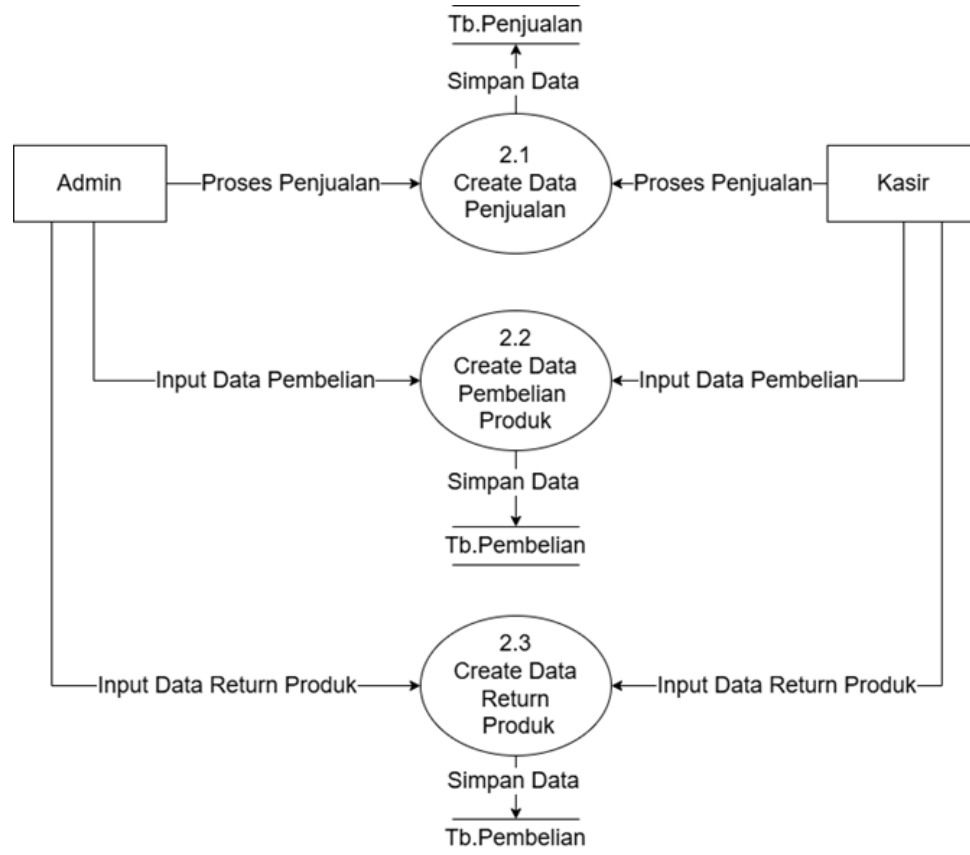 Tb.Penjualan
Simpan Data
2.1
Create Data
Penjualan
Admin
Proses Penjualan
Proses Penjualan
Kasir
2.2
Create Data
Pembelian
Produk
Input Data Pembelian
Input Data Pembelian
Simpan Data
Tb.Pembelian
2.3
Create Data
Return
Produk
Input Data Return Produk
Input Data Return Produk
Simpan Data
Tb.Pembelian